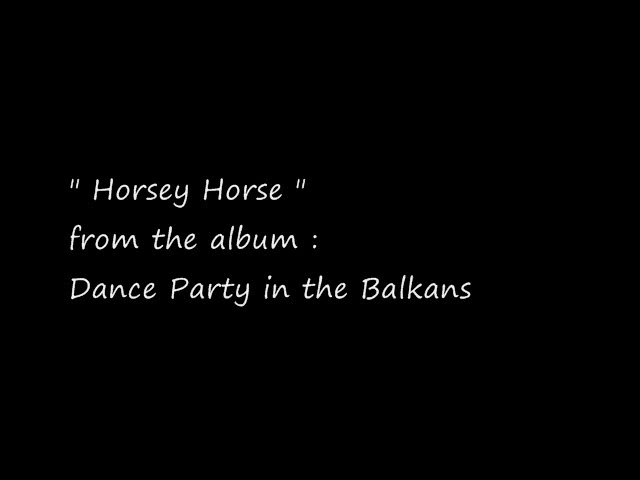 " Horsey Horse "
from the album :
Dance Party in the Balkans